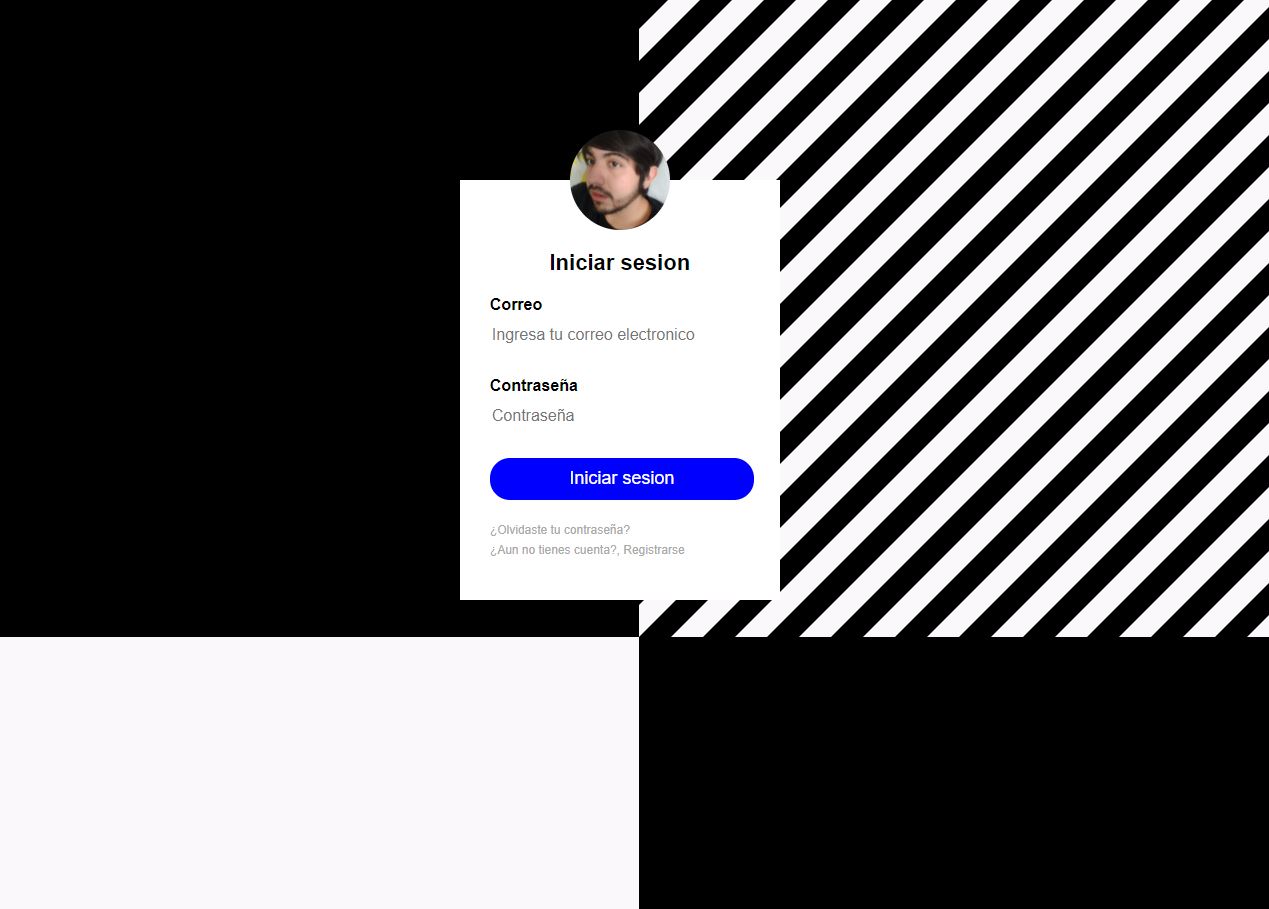 Iniciar sesion
Correo
Ingresa tu correo electronico
Contraseña
Contraseña
Iniciar sesion
¿Olvidaste tu contraseña?
¿Aun no tienes cuenta?, Registrarse